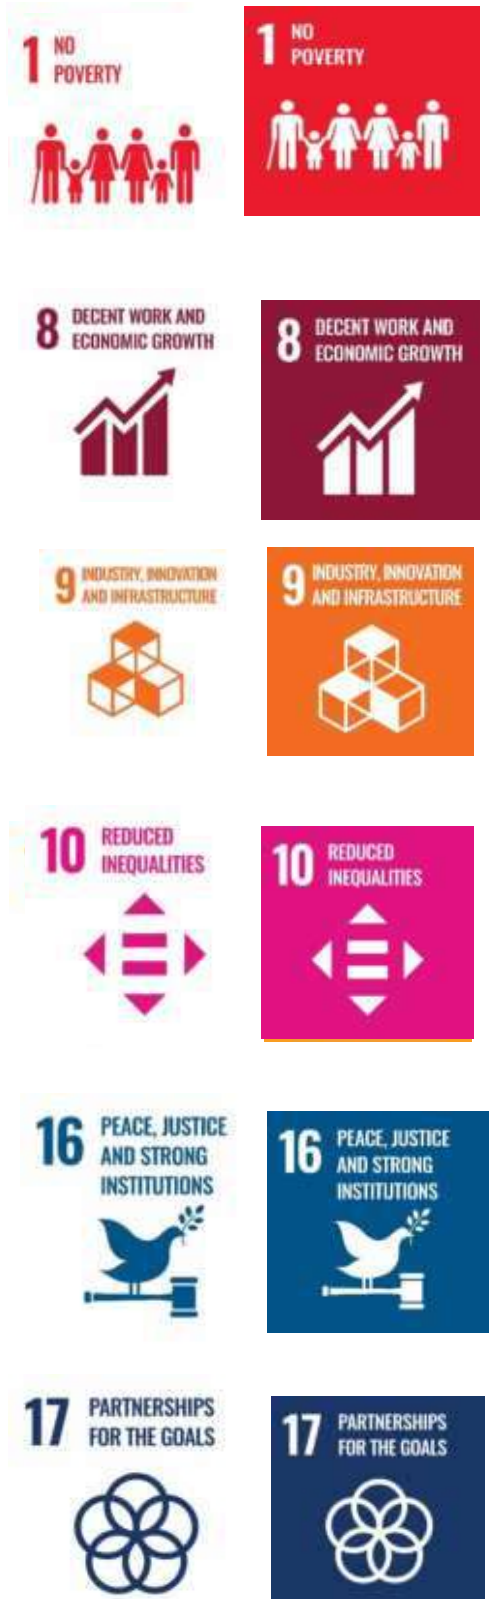 1 NO
POVERTY
1 NO
POVERTY
8 DECENT WORK AND
ECONOMIC GROWTH
8 DECENT WORK AND
ECONOMIC GROWTH
9 INDUSTRY, INNOVATION
AND INFRASTRUCTURE
9 INDUSTRY, INNOVATION
AND INFRASTRUCTURE
10 REDUCED
INEQUALITIES
10 REDUCED
INEQUALITIES
16 PEACE, JUSTICE
AND STRONG
INSTITUTIONS
16 PEACE, JUSTICE
AND STRONG
INSTITUTIONS
17 PARTNERSHIPS
FOR THE GOALS
17 PARTNERSHIPS
FOR THE GOALS